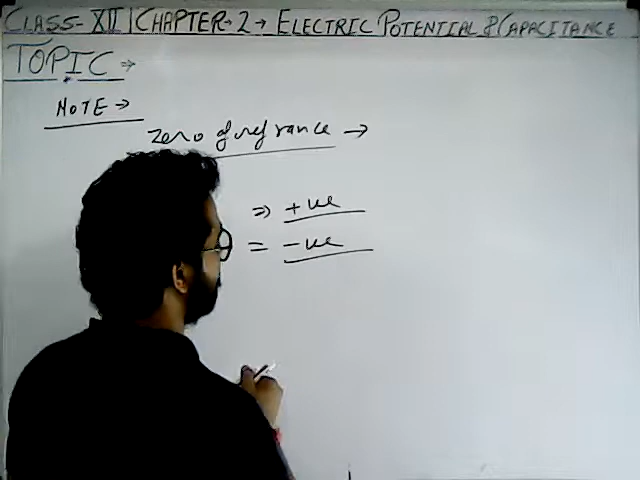 CLASS-XII | CHAPTER-2 → ELECTRIC POTENTIAL & CAPACITANCE
TOPIC →
NOTE →
Zero of refrance →
⇒ +ve
= -ve